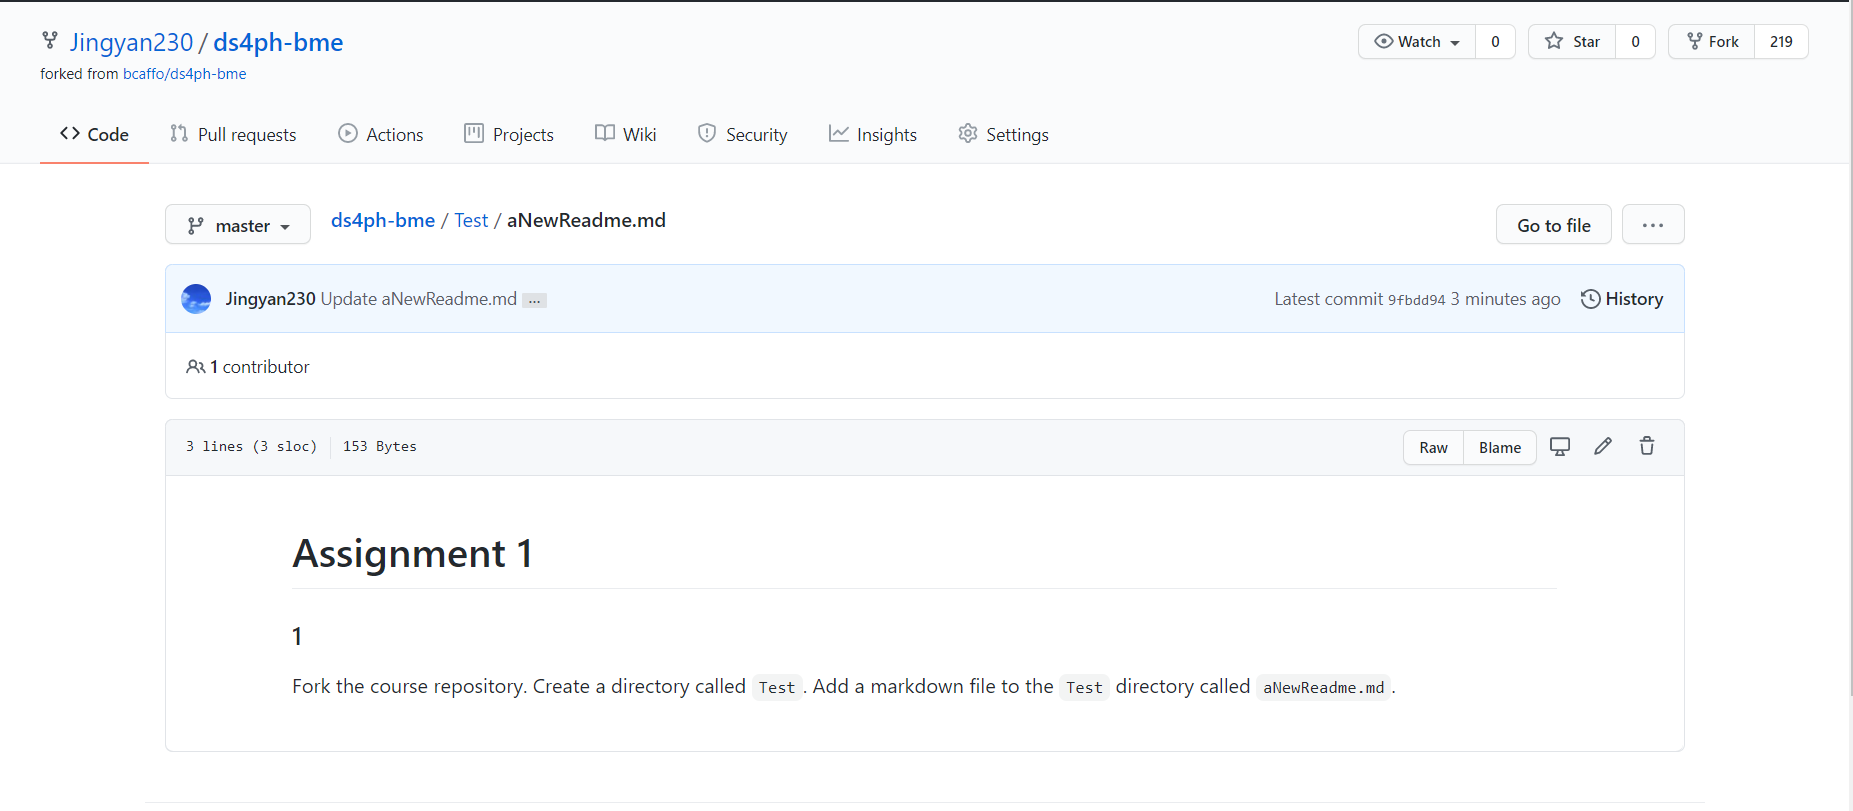 Jingyan230 / ds4ph-bme
Watch 0
Star 0
Fork 219
forked from bcaffo/ds4ph-bme
Code Pull requests Actions Projects Wiki Security Insights Settings
master
ds4ph-bme / Test / aNewReadme.md
Go to file ...
Jingyan230 Update aNewReadme.md ...
Latest commit 9fbdd94 3 minutes ago History
1 contributor
3 lines (3 sloc) 153 Bytes
Raw Blame
Assignment 1
1
Fork the course repository. Create a directory called Test. Add a markdown file to the Test directory called aNewReadme.md.